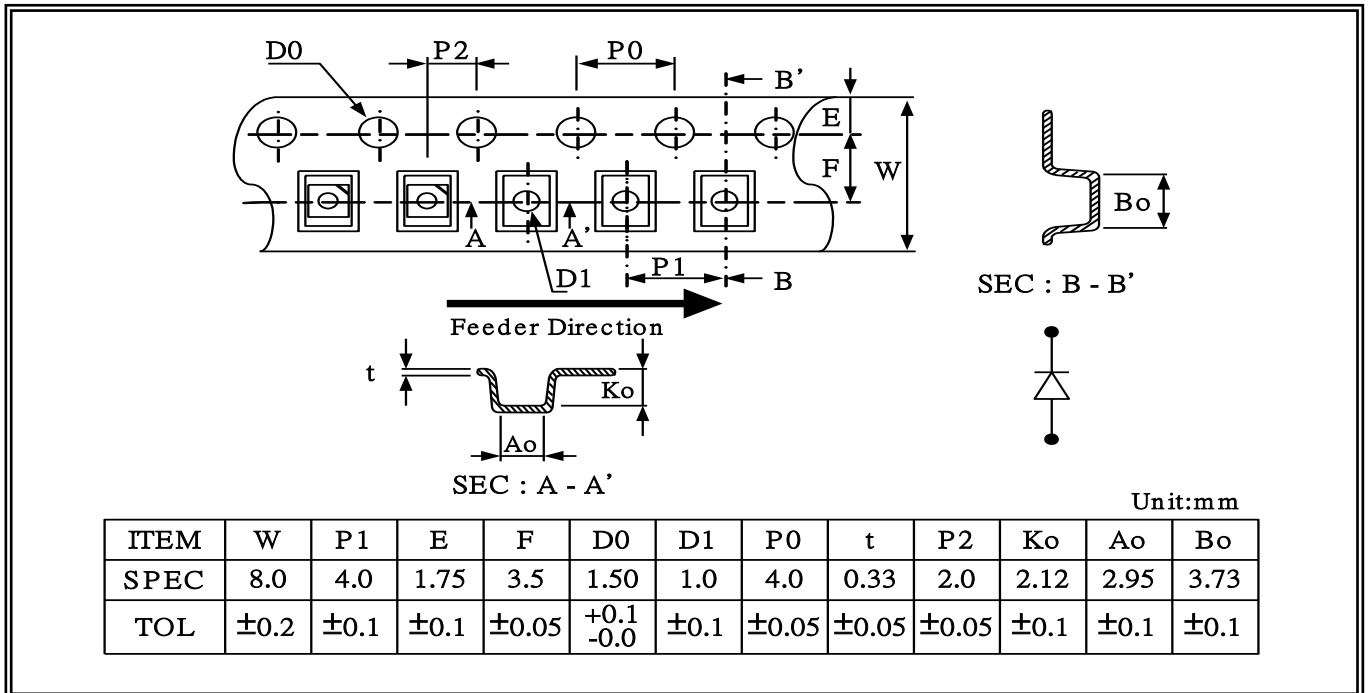 D0 P2 P0 B’
E
F W
A A’
D1 P1 B
Feeder Direction
Bo
SEC : B - B’
t Ko
Ao
SEC : A - A’
Unit:mm
ITEM W P1 E F D0 D1 P0 t P2 Ko Ao Bo
SPEC 8.0 4.0 1.75 3.5 1.50 1.0 4.0 0.33 2.0 2.12 2.95 3.73
TOL ±0.2 ±0.1 ±0.1 ±0.05 +0.1 -0.0 ±0.1 ±0.05 ±0.05 ±0.05 ±0.1 ±0.1 ±0.1